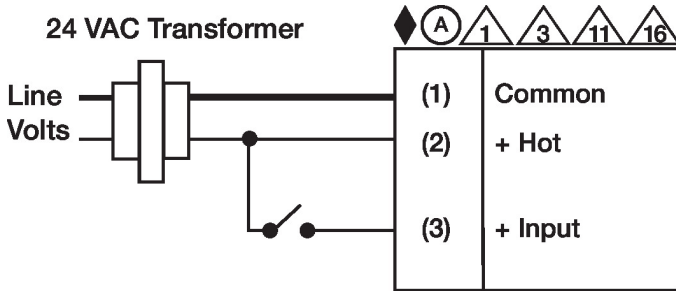 24 VAC Transformer
A 1 3 11 16
Line
Volts
(1) Common
(2) + Hot
(3) + Input